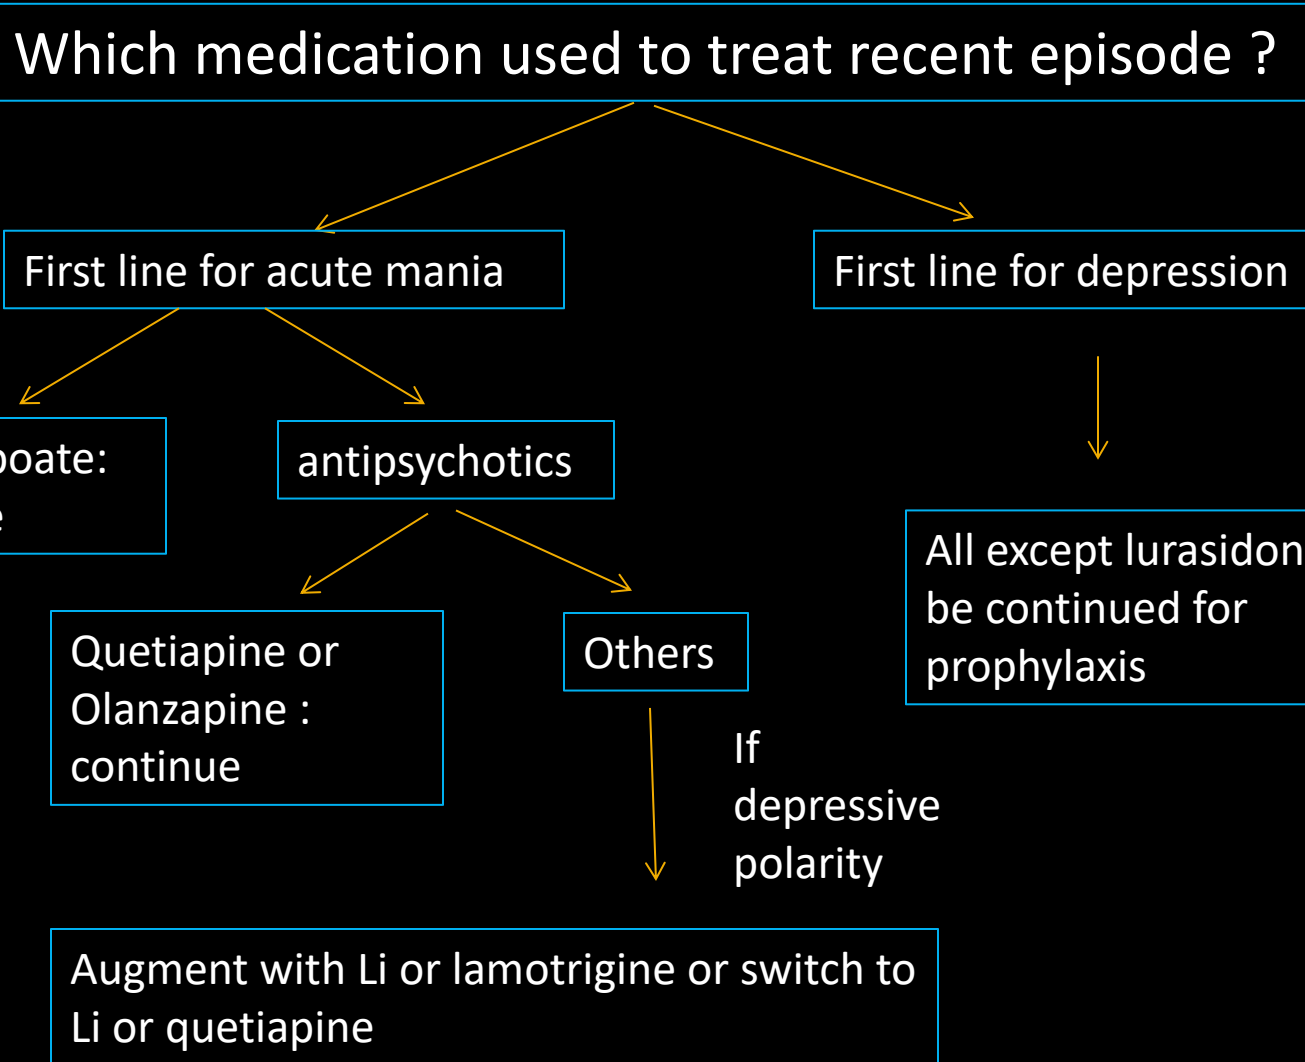 Which medication used to treat recent episode ?
First line for acute mania
First line for depression
poate:
e
antipsychotics
All except lurasidon
be continued for
prophylaxis
Quetiapine or
Olanzapine :
continue
Others
If
depressive
polarity
Augment with Li or lamotrigine or switch to
Li or quetiapine